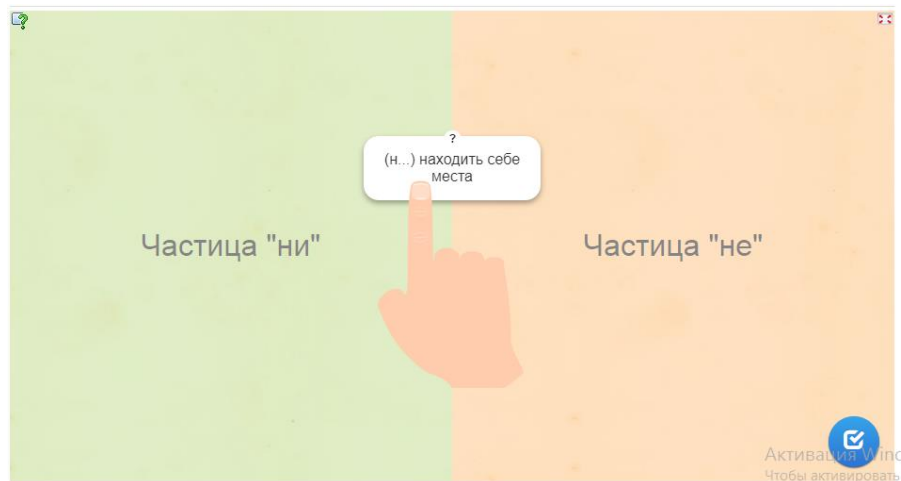 ?
(н...) находить себе
места
Частица "ни"
Частица "не"
Активация Winc
Чтобы активировать